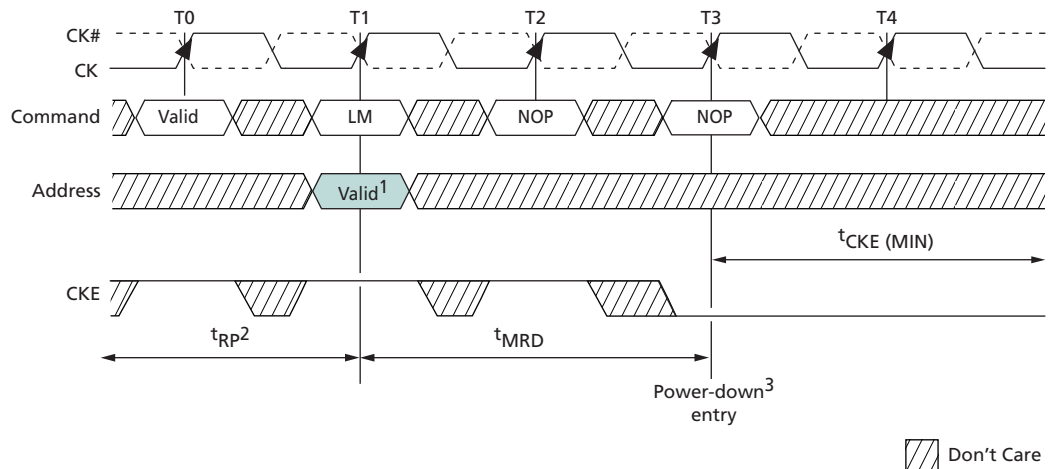 T0 T1 T2 T3 T4
CK#
CK
Command Valid LM NOP NOP
Address Valid1
tCKE (MIN)
CKE
tRP2 tMRD
Power-down3
entry
Don't Care